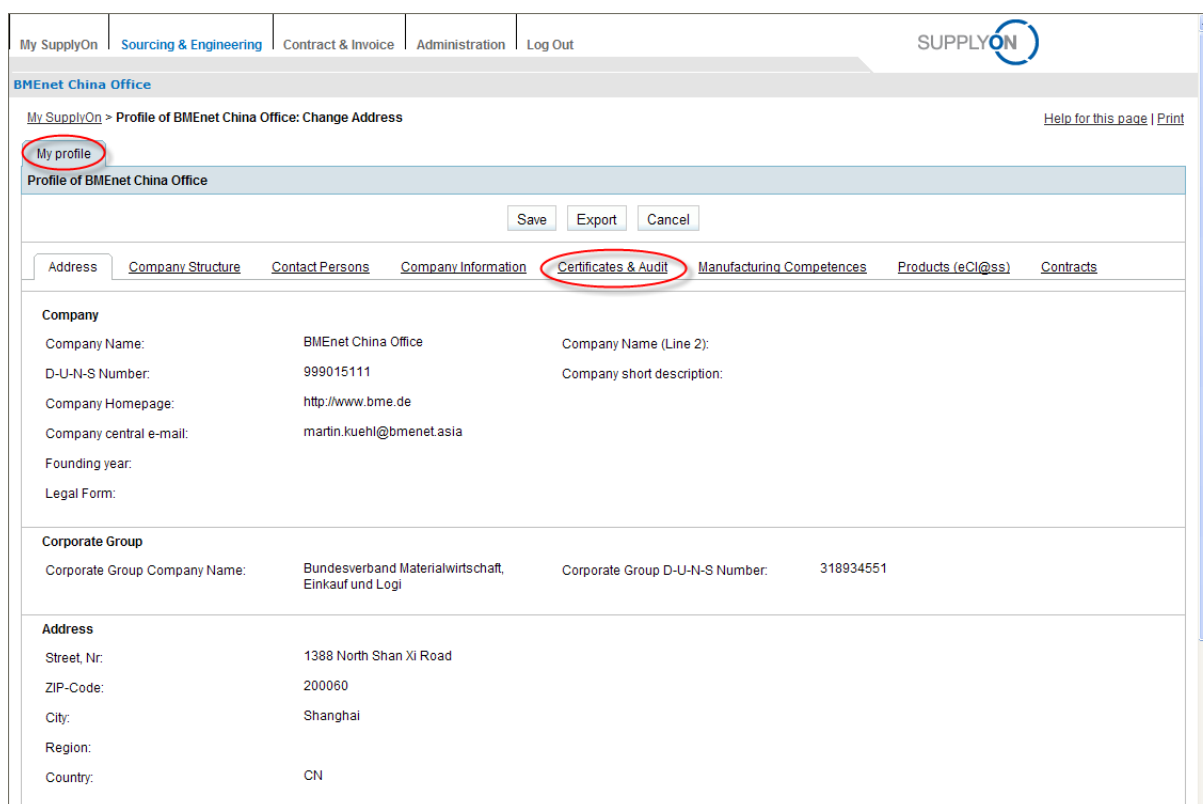 My SupplyOn Sourcing & Engineering Contract & Invoice Administration Log Out SUPPLYON
BMEnet China Office
My SupplyOn > Profile of BMEnet China Office: Change Address Help for this page | Print
My profile
Profile of BMEnet China Office
Save Export Cancel
Address Company Structure Contact Persons Company Information Certificates & Audit Manufacturing Competences Products (eCl@ss) Contracts
Company
Company Name: BMEnet China Office Company Name (Line 2):
D-U-N-S Number: 999015111 Company short description:
Company Homepage: http://www.bme.de
Company central e-mail: martin.kuehl@bmenet.asia
Founding year:
Legal Form:
Corporate Group
Corporate Group Company Name: Bundesverband Materialwirtschaft, Corporate Group D-U-N-S Number: 318934551
Einkauf und Logi
Address
Street, Nr: 1388 North Shan Xi Road
ZIP-Code: 200060
City: Shanghai
Region:
Country: CN